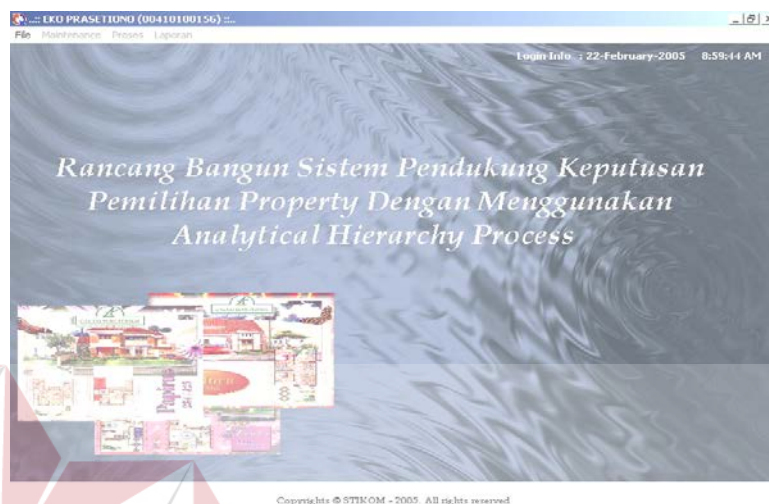 ..:: EKO PRASETIONO (00410100156) ::..
File Maintenance Proses Laporan
Login Info : 22-February-2005 8:59:44 AM
Rancang Bangun Sistem Pendukung Keputusan
Pemilihan Property Dengan Menggunakan
Analytical Hierarchy Process
Papirus
Copyrights © STIKOM - 2005. All rights reserved